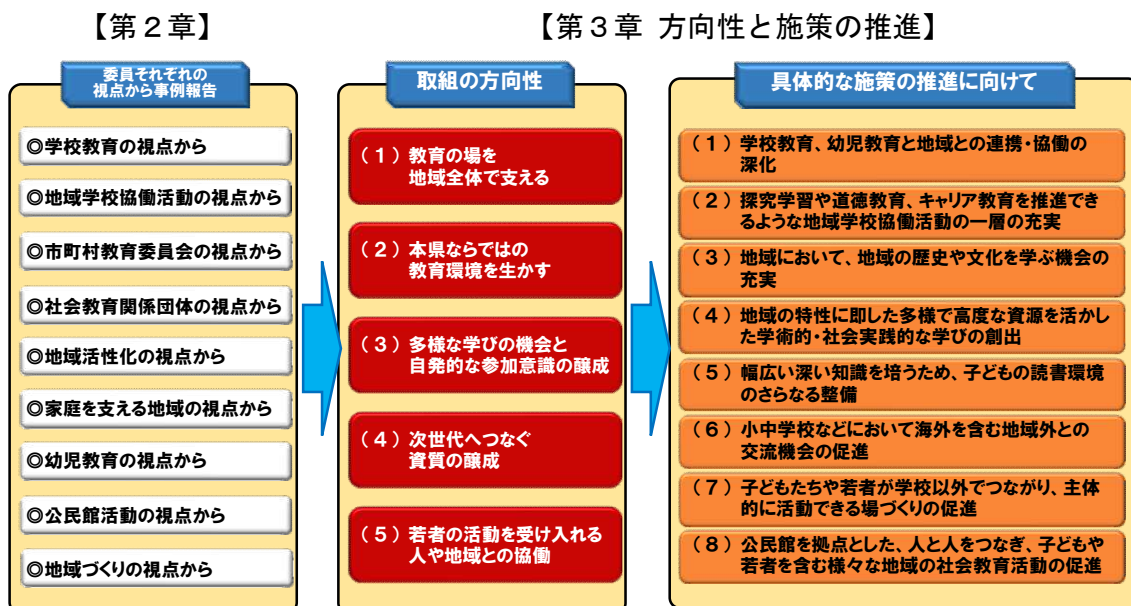 【第２章】
【第３章 方向性と施策の推進】
委員それぞれの
視点から事例報告
◎学校教育の視点から
◎地域学校協働活動の視点から
◎市町村教育委員会の視点から
◎社会教育関係団体の視点から
◎地域活性化の視点から
◎家庭を支える地域の視点から
◎幼児教育の視点から
◎公民館活動の視点から
◎地域づくりの視点から
取組の方向性
（１）教育の場を
地域全体で支える
（２）本県ならではの
教育環境を生かす
（３）多様な学びの機会と
自発的な参加意識の醸成
（４）次世代へつなぐ
資質の醸成
（５）若者の活動を受け入れる
人や地域との協働
具体的な施策の推進に向けて
（１）学校教育、幼児教育と地域との連携・協働の
深化
（２）探究学習や道徳教育、キャリア教育を推進でき
るような地域学校協働活動の一層の充実
（３）地域において、地域の歴史や文化を学ぶ機会の
充実
（４）地域の特性に即した多様で高度な資源を活かし
た学術的・社会実践的な学びの創出
（５）幅広い深い知識を培うため、子どもの読書環境
のさらなる整備
（６）小中学校などにおいて海外を含む地域外との
交流機会の促進
（７）子どもたちや若者が学校以外でつながり、主体
的に活動できる場づくりの促進
（８）公民館を拠点とした、人と人をつなぎ、子どもや
若者を含む様々な地域の社会教育活動の促進